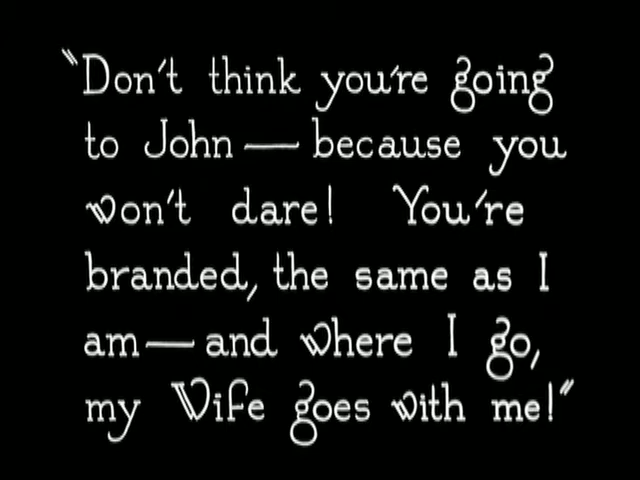 "Don't think you're going
to John — because you
won't dare! You're
branded, the same as I
am — and where I go,
my Wife goes with me!"